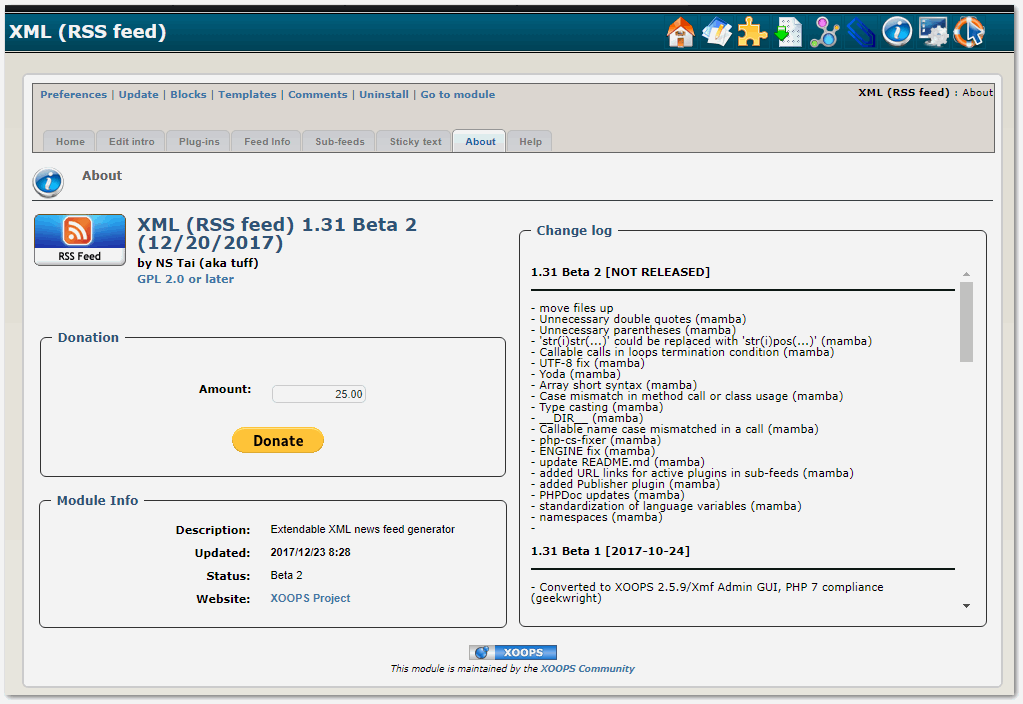 XML (RSS feed)
Preferences | Update | Blocks | Templates | Comments | Uninstall | Go to module
XML (RSS feed) : About
Home
Edit intro
Plug-ins
Feed Info
Sub-feeds
Sticky text
About
Help
About
RSS Feed
XML (RSS feed) 1.31 Beta 2
(12/20/2017)
by NS Tai (aka tuff)
GPL 2.0 or later
Donation
Amount:
25.00
Donate
Module Info
Description: Extendable XML news feed generator
Updated: 2017/12/23 8:28
Status: Beta 2
Website: XOOPS Project
Change log
1.31 Beta 2 [NOT RELEASED]
- move files up
- Unnecessary double quotes (mamba)
- Unnecessary parentheses (mamba)
- 'str(i)str(...)' could be replaced with 'str(i)pos(...)' (mamba)
- Callable calls in loops termination condition (mamba)
- UTF-8 fix (mamba)
- Yoda (mamba)
- Array short syntax (mamba)
- Case mismatch in method call or class usage (mamba)
- Type casting (mamba)
- __DIR__ (mamba)
- Callable name case mismatched in a call (mamba)
- php-cs-fixer (mamba)
- ENGINE fix (mamba)
- update README.md (mamba)
- added URL links for active plugins in sub-feeds (mamba)
- added Publisher plugin (mamba)
- PHPDoc updates (mamba)
- standardization of language variables (mamba)
- namespaces (mamba)
-
1.31 Beta 1 [2017-10-24]
- Converted to XOOPS 2.5.9/Xmf Admin GUI, PHP 7 compliance
(geekwright)
XOOPS
This module is maintained by the XOOPS Community